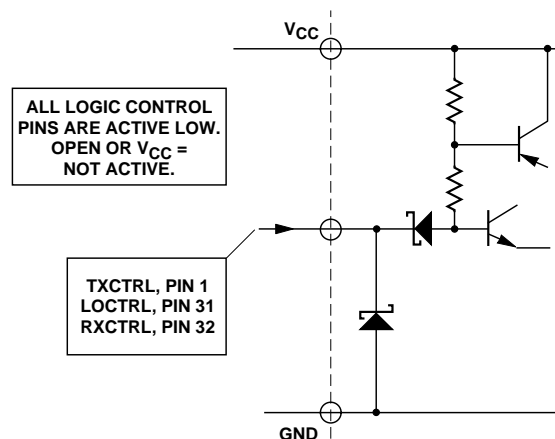 VCC
ALL LOGIC CONTROL
PINS ARE ACTIVE LOW.
OPEN OR VCC =
NOT ACTIVE.
TXCTRL, PIN 1
LOCTRL, PIN 31
RXCTRL, PIN 32
GND